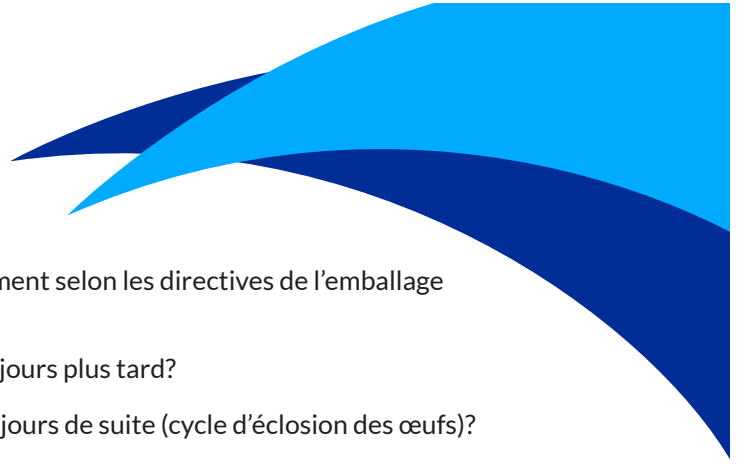 ment selon les directives de l’emballage
jours plus tard?
jours de suite (cycle d’éclosion des œufs)?